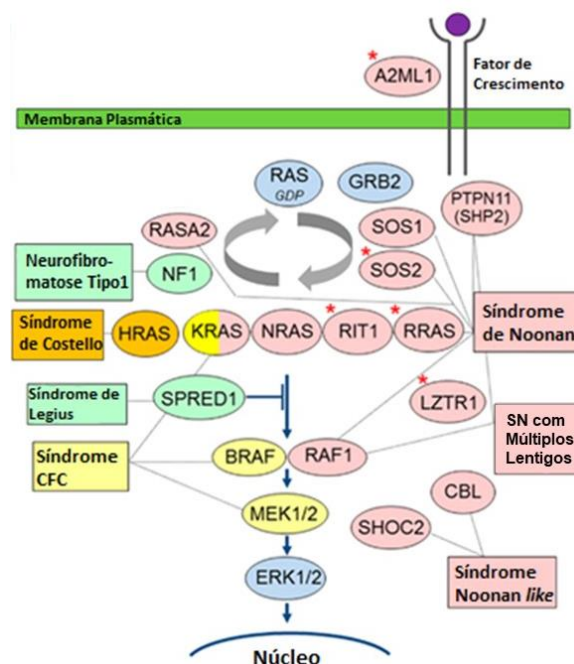 A2ML1
Fator de
Crescimento
Membrana Plasmática
RAS
GDP
GRB2
PTPN11
(SHP2)
RASA2
SOS1
Neurofibro-
matose Tipo1
NF1
SOS2
Síndrome
de Costello
HRAS
KRAS
NRAS
RIT1
RRAS
Síndrome
de Noonan
Síndrome de
Legius
SPRED1
LZTR1
SN com
Múltiplos
Lentigos
Síndrome
CFC
BRAF
RAF1
CBL
MEK1/2
SHOC2
ERK1/2
Síndrome
Noonan like
Núcleo